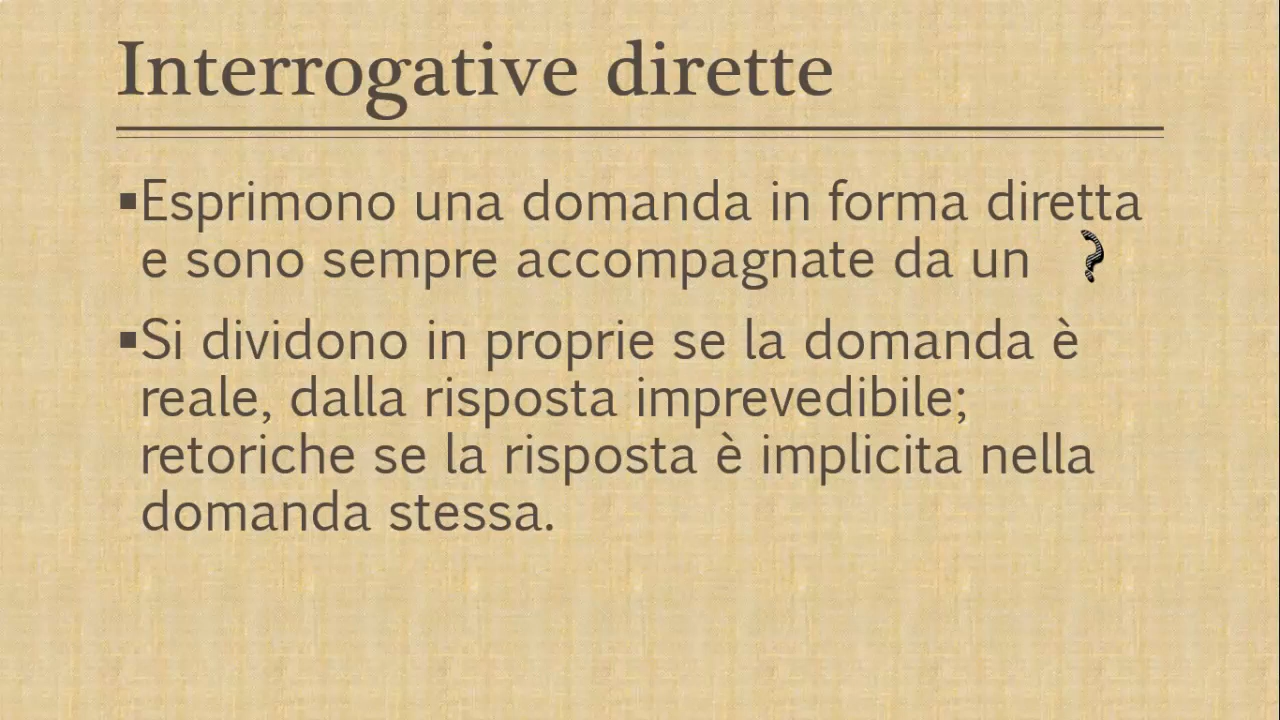 Interrogative dirette
▪Esprimono una domanda in forma diretta
e sono sempre accompagnate da un ?
▪Si dividono in proprie se la domanda è
reale, dalla risposta imprevedibile;
retoriche se la risposta è implicita nella
domanda stessa.